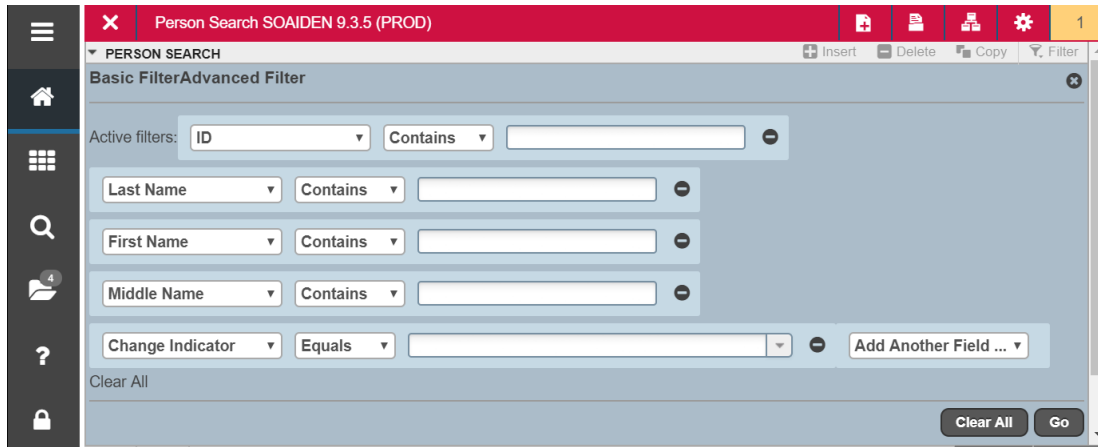 Person Search SOAIDEN 9.3.5 (PROD) 1
PERSON SEARCH Insert Delete Copy Filter
Basic FilterAdvanced Filter
Active filters: ID Contains
Last Name Contains
First Name Contains
Middle Name Contains
4
Change Indicator Equals Add Another Field ...
?
Clear All
Clear All Go